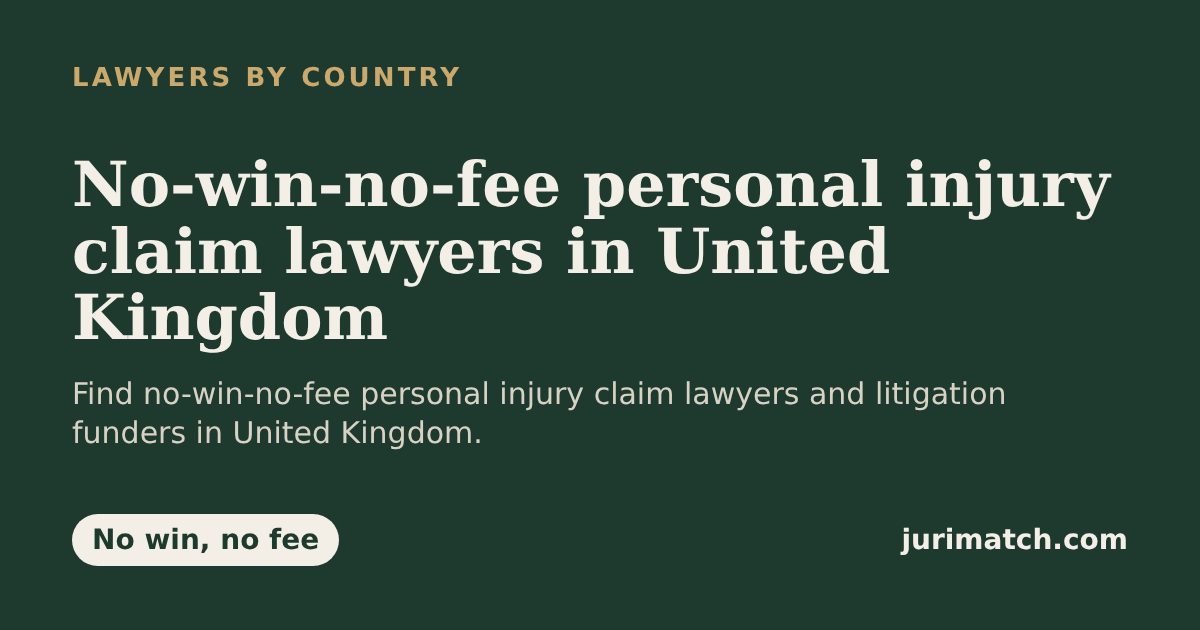 LAWYERS BY COUNTRY
No-win-no-fee personal injury
claim lawyers in United
Kingdom
Find no-win-no-fee personal injury claim lawyers and litigation
funders in United Kingdom.
No win, no fee
jurimatch.com